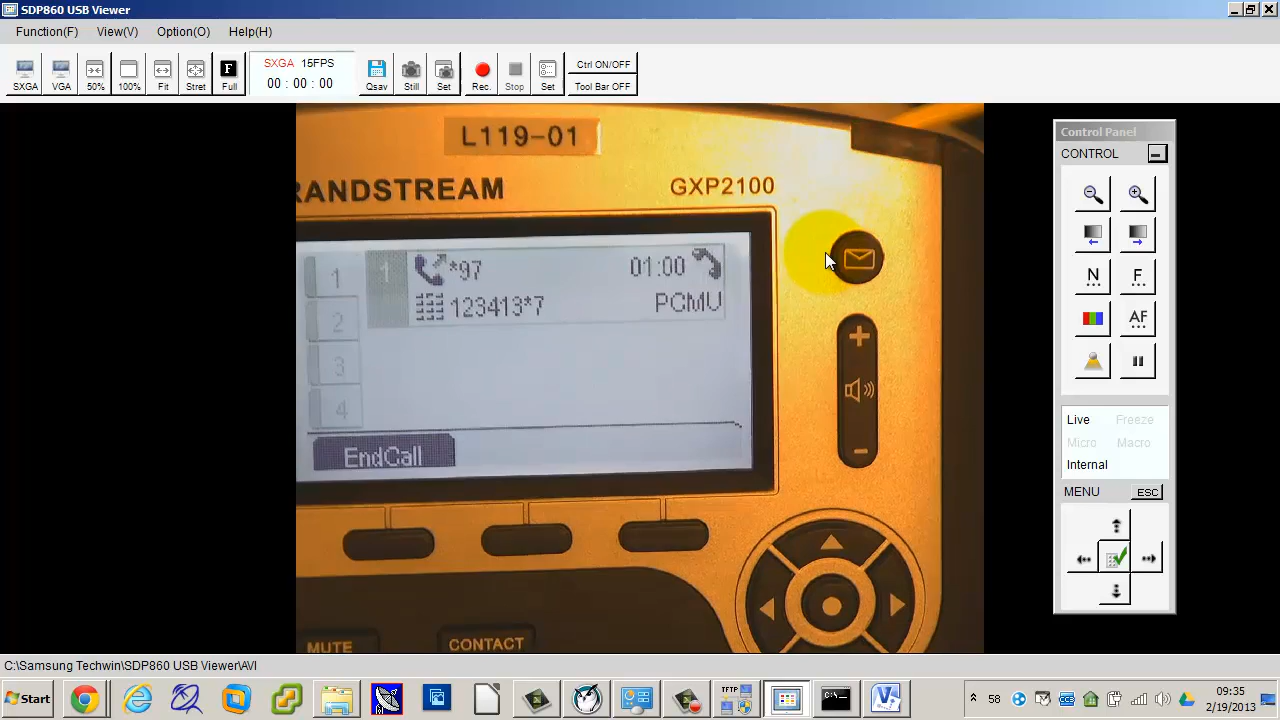 SDP860 USB Viewer
Function(F) View(V) Option(O) Help(H)
SXGA VGA 50% 100% Fit Stret F Full
SXGA 15FPS
00 : 00 : 00
Qsav Still Set Rec. Stop Set
Ctrl ON/OFF
Tool Bar OFF
L119-01
RANDSTREAM GXP2100
1 1 *97 01:00
2 123413*7 PCMU
3
4
EndCall
MUTE CONTACT
Control Panel
CONTROL
N F
AF
Live Freeze
Micro Macro
Internal
MENU ESC
C:\Samsung Techwin\SDP860 USB Viewer\AVI
Start
TFTP
58
09:35
2/19/2013